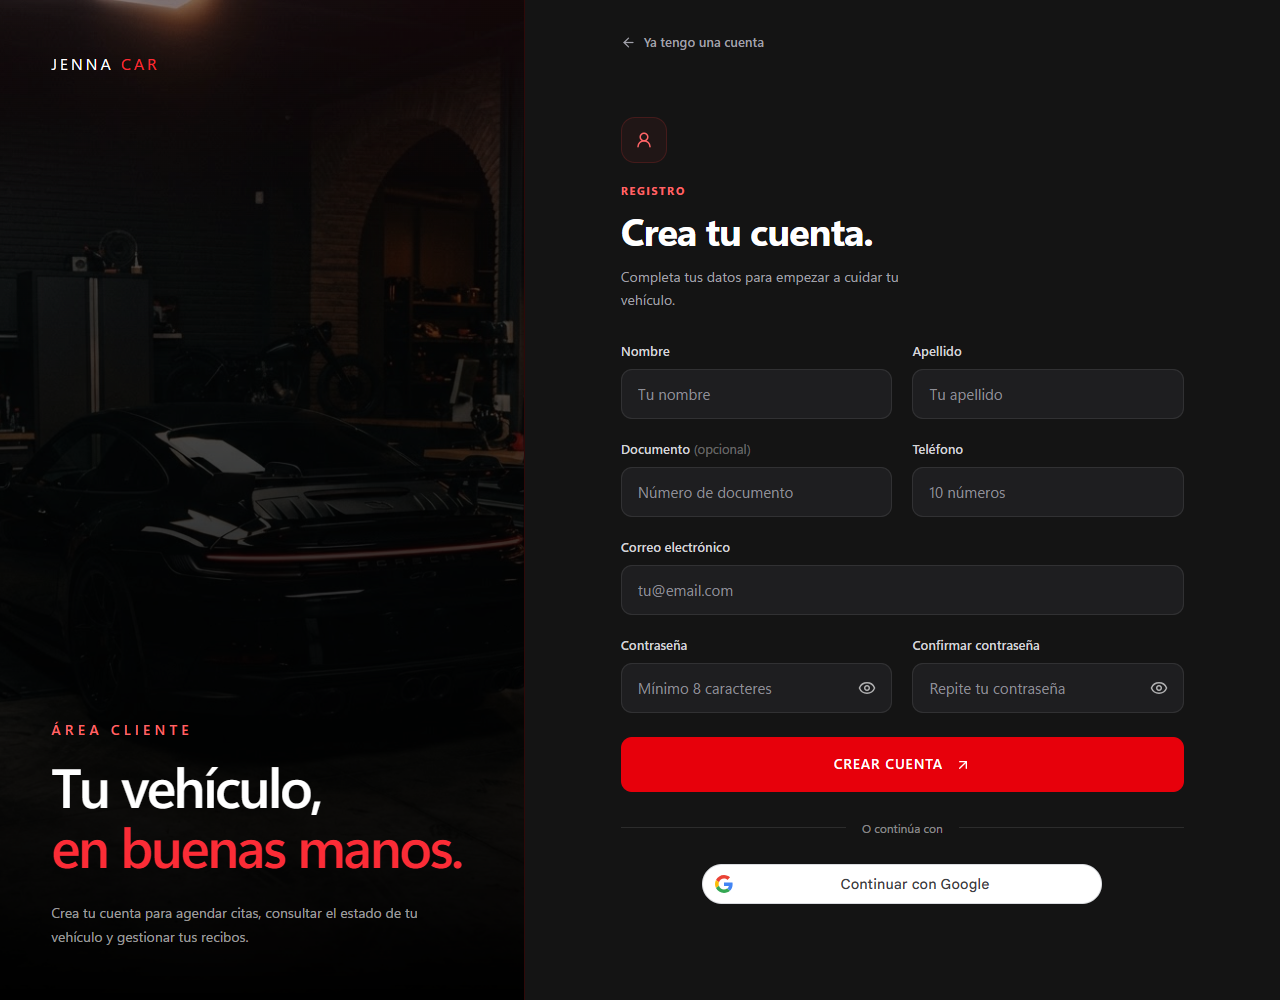 JENNA CAR
ÁREA CLIENTE
Tu vehículo,
en buenas manos.
Crea tu cuenta para agendar citas, consultar el estado de tu
vehículo y gestionar tus recibos.
Ya tengo una cuenta
REGISTRO
Crea tu cuenta.
Completa tus datos para empezar a cuidar tu
vehículo.
Nombre
Apellido
Tu nombre
Tu apellido
Documento (opcional)
Teléfono
Número de documento
10 números
Correo electrónico
tu@email.com
Contraseña
Confirmar contraseña
Mínimo 8 caracteres
Repite tu contraseña
CREAR CUENTA
O continúa con
Continuar con Google